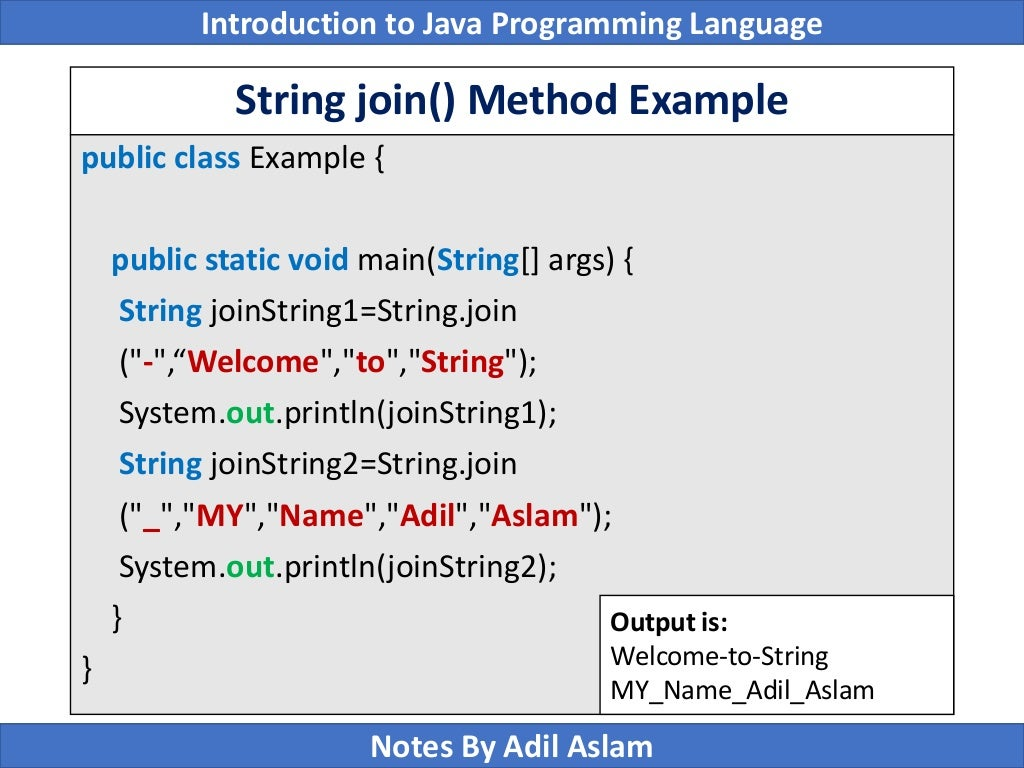 Introduction to Java Programming Language
String join() Method Example
public class Example {
public static void main(String[] args) {
String joinString1=String.join
("-",“Welcome","to","String");
System.out.println(joinString1);
String joinString2=String.join
("_","MY","Name","Adil","Aslam");
System.out.println(joinString2);
}
}
Output is:
Welcome-to-String
MY_Name_Adil_Aslam
Notes By Adil Aslam